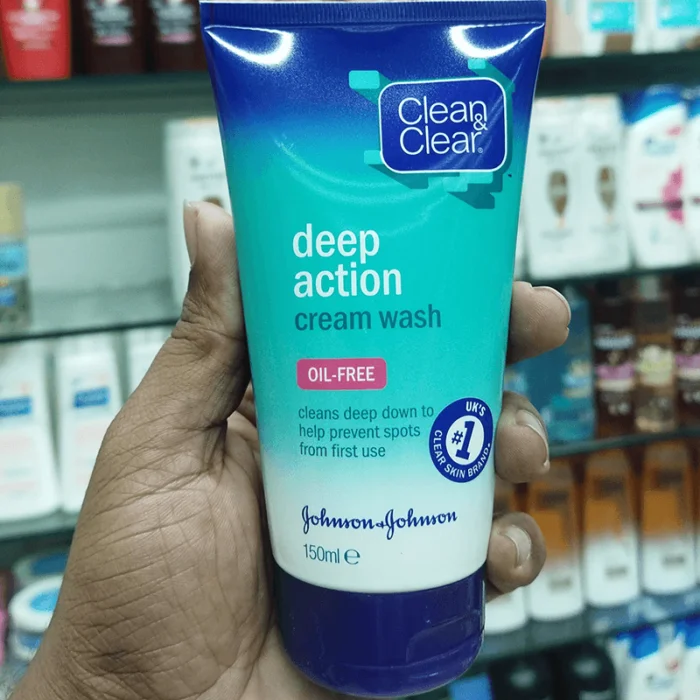 Clean
&
Clear®
deep
action
cream wash
OIL-FREE
cleans deep down to
help prevent spots
from first use
UK'S
#1
CLEAR SKIN BRAND.
Johnson & Johnson
150ml ℮